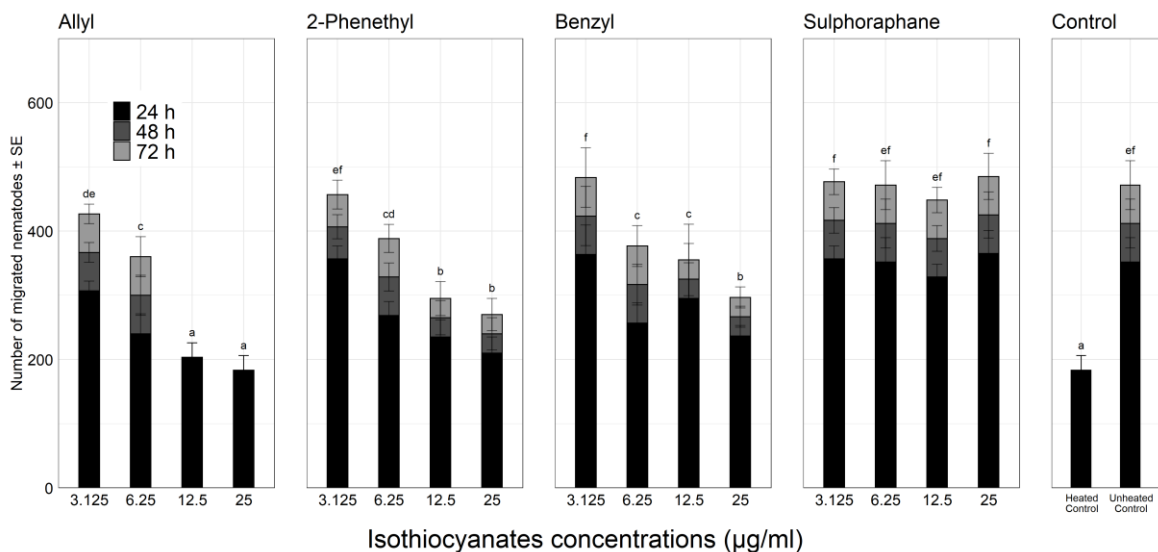 Allyl
2-Phenethyl
Benzyl
Sulphoraphane
Control
Number of migrated nematodes ± SE
600
400
200
0
24 h
48 h
72 h
de
c
a
a
ef
cd
b
b
f
c
c
b
f
ef
ef
f
a
ef
3.125 6.25 12.5 25
3.125 6.25 12.5 25
3.125 6.25 12.5 25
3.125 6.25 12.5 25
Heated Unheated
Control Control
Isothiocyanates concentrations (µg/ml)